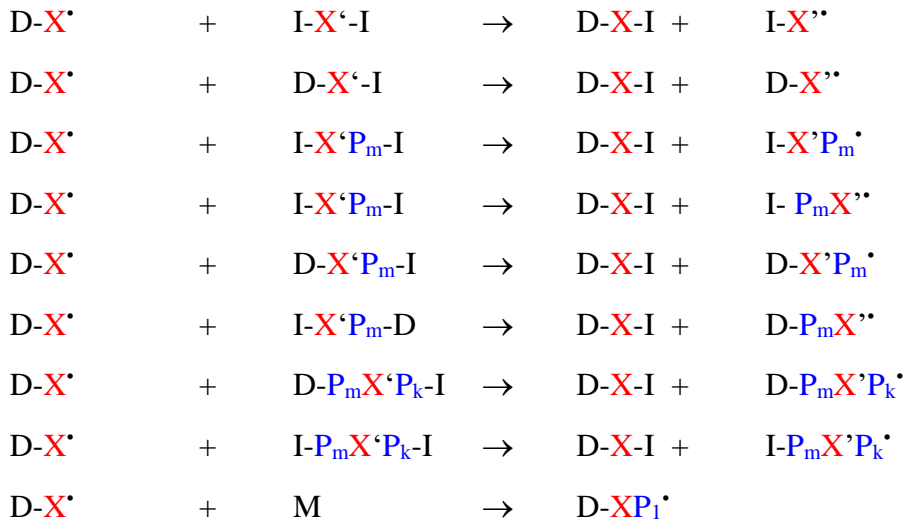 D-X• + I-X‘-I → D-X-I + I-X’•
D-X• + D-X‘-I → D-X-I + D-X’•
D-X• + I-X‘Pm-I → D-X-I + I-X’Pm•
D-X• + I-X‘Pm-I → D-X-I + I- PmX’•
D-X• + D-X‘Pm-I → D-X-I + D-X’Pm•
D-X• + I-X‘Pm-D → D-X-I + D-PmX’•
D-X• + D-PmX‘Pk-I → D-X-I + D-PmX’Pk•
D-X• + I-PmX‘Pk-I → D-X-I + I-PmX’Pk•
D-X• + M → D-XP1•